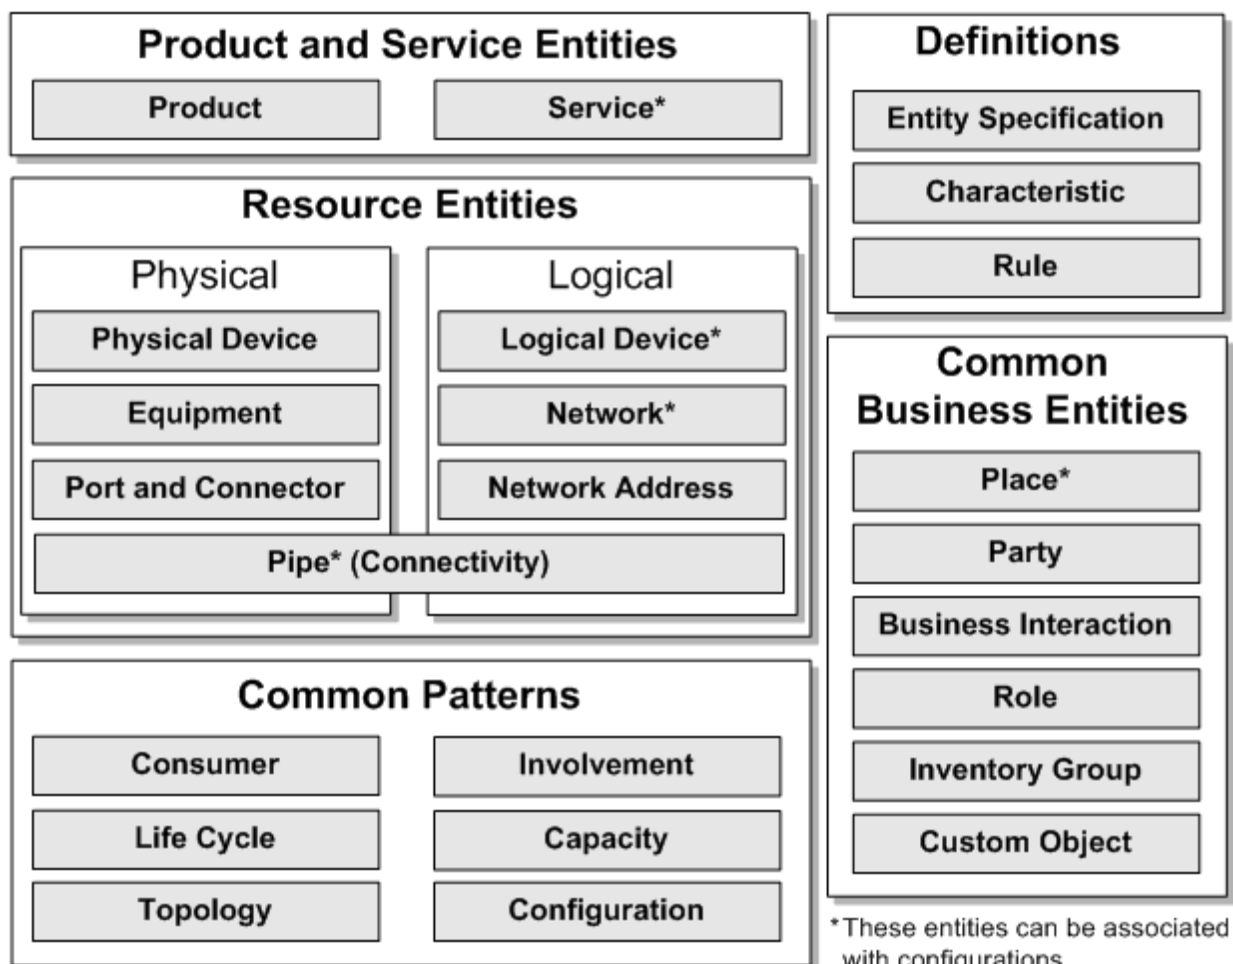 Product and Service Entities
Product
Service*
Resource Entities
Physical
Physical Device
Equipment
Port and Connector
Logical
Logical Device*
Network*
Network Address
Pipe* (Connectivity)
Common Patterns
Consumer
Involvement
Life Cycle
Capacity
Topology
Configuration
Definitions
Entity Specification
Characteristic
Rule
Common
Business Entities
Place*
Party
Business Interaction
Role
Inventory Group
Custom Object
*These entities can be associated
with configurations